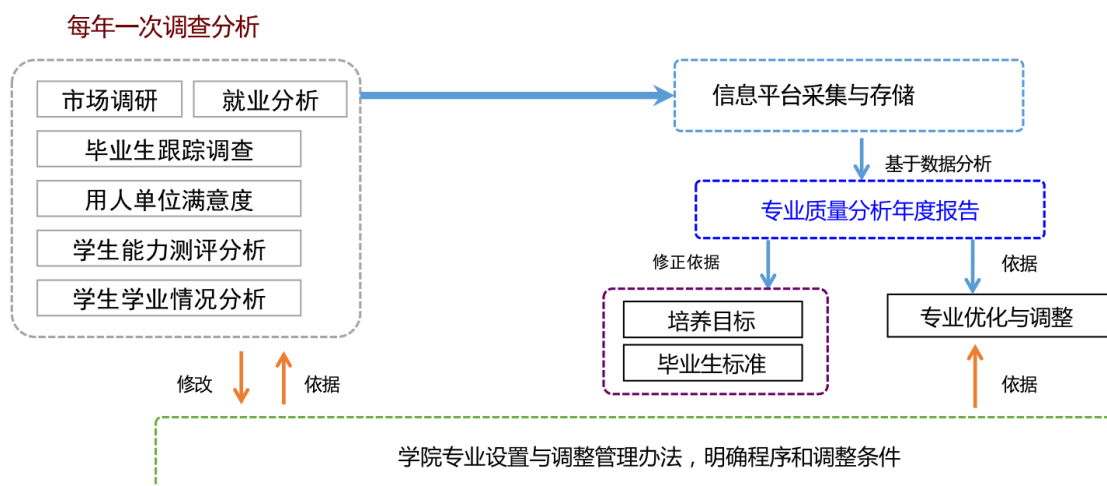 每年一次调查分析
市场调研
就业分析
信息平台采集与存储
毕业生跟踪调查
基于数据分析
用人单位满意度
专业质量分析年度报告
学生能力测评分析
修正依据
依据
学生学业情况分析
培养目标
专业优化与调整
毕业生标准
修改
依据
依据
学院专业设置与调整管理办法，明确程序和调整条件